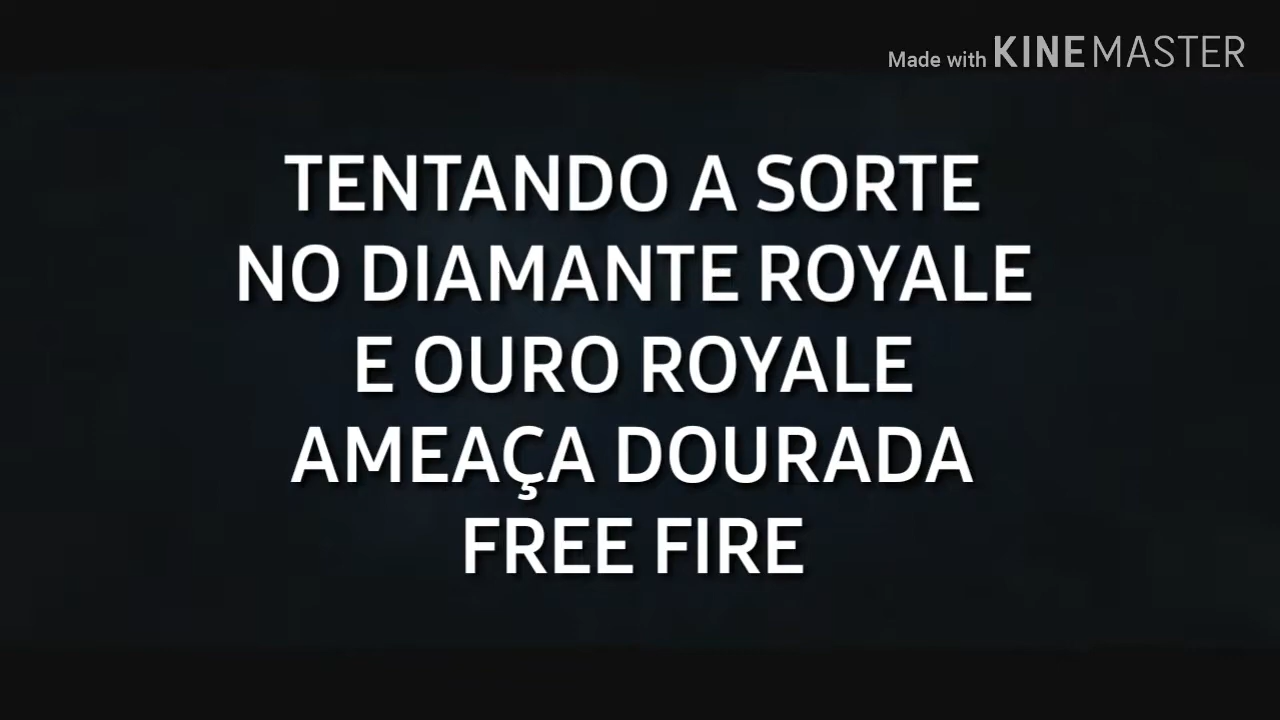 Made with KINEMASTER
TENTANDO A SORTE
NO DIAMANTE ROYALE
E OURO ROYALE
AMEAÇA DOURADA
FREE FIRE